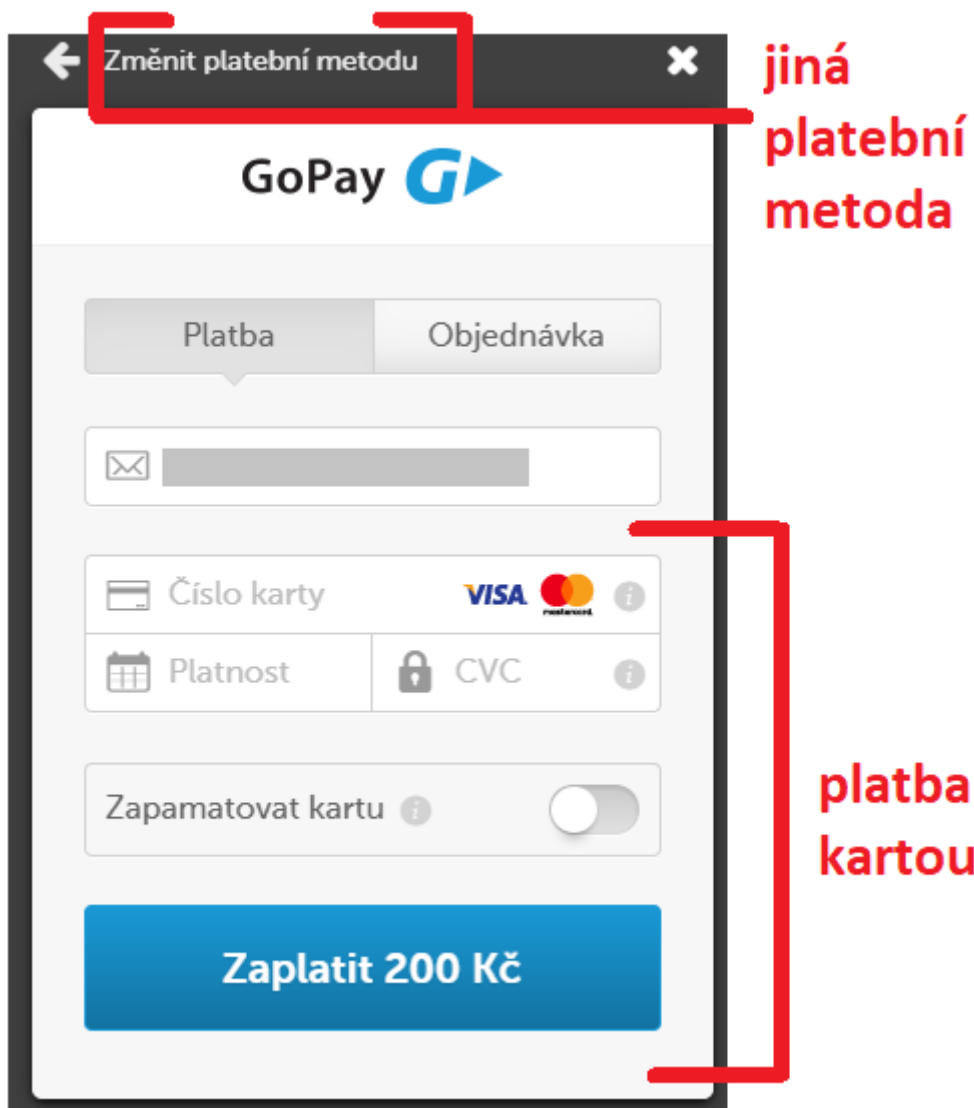 Změnit platební metodu
jiná
platební
metoda
GoPay
Platba Objednávka
Číslo karty VISA mastercard
Platnost CVC
Zapamatovat kartu
platba
kartou
Zaplatit 200 Kč